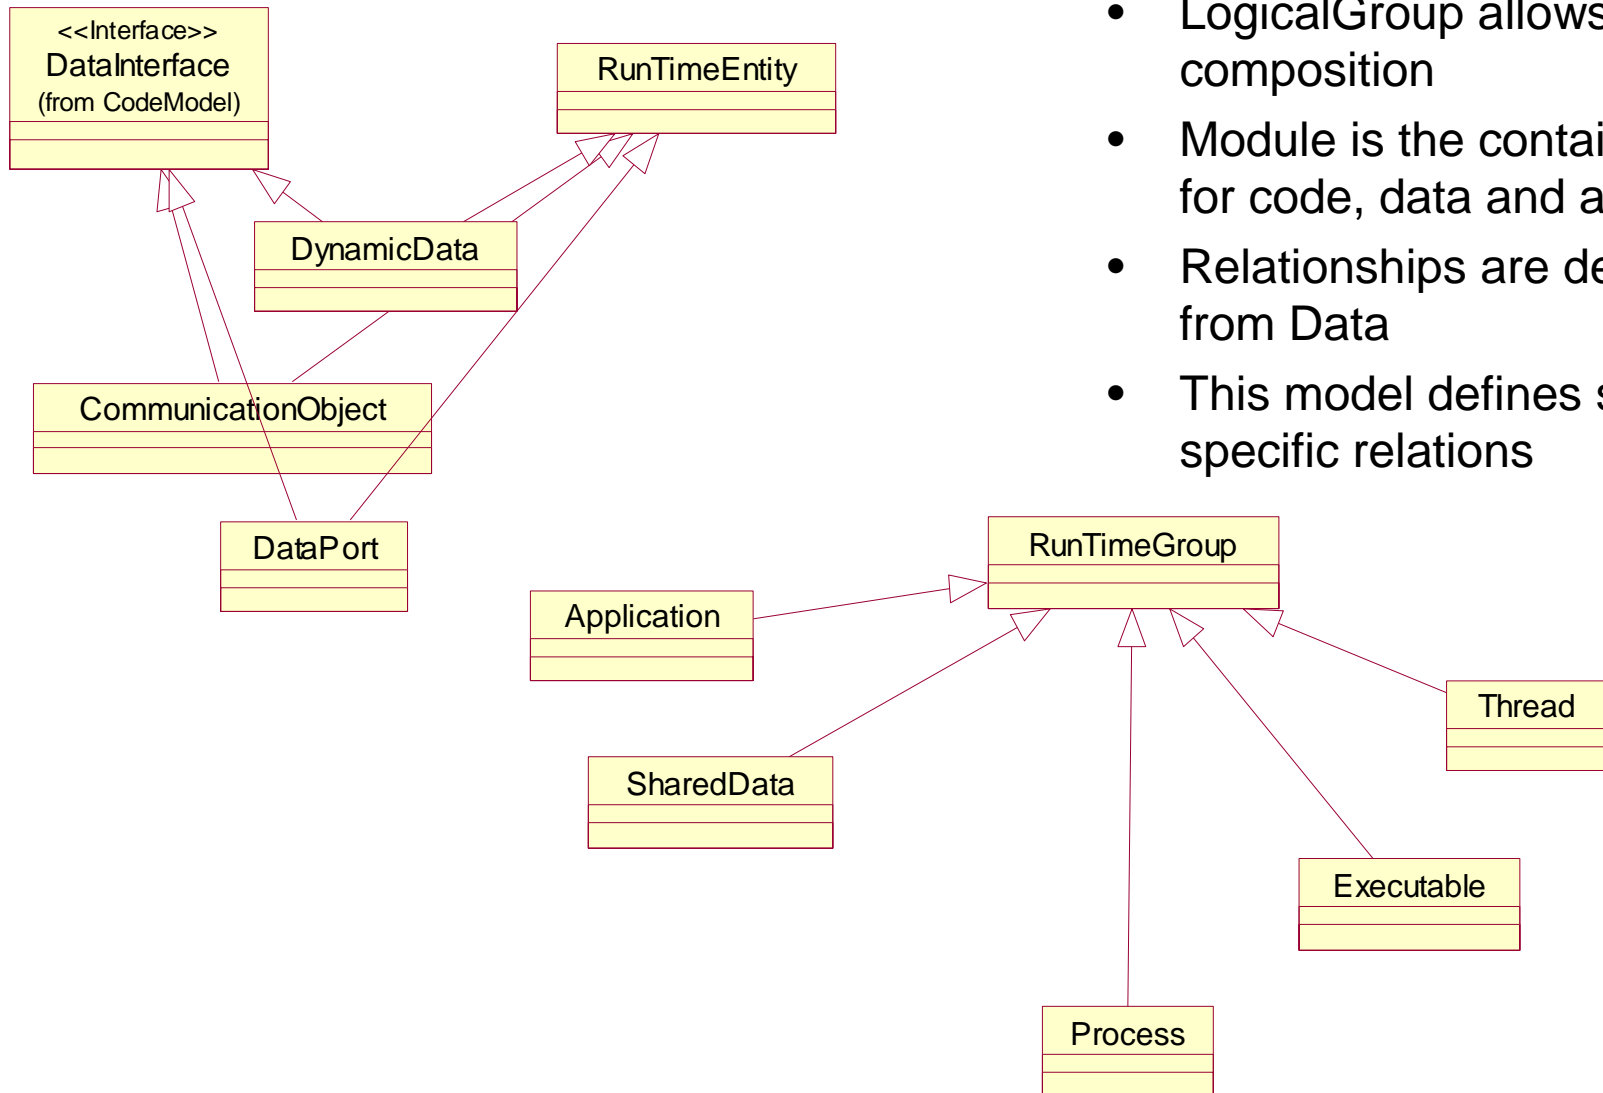 <<Interface>>
DataInterface
(from CodeModel)
RunTimeEntity
DynamicData
CommunicationObject
DataPort
• LogicalGroup allows
composition
• Module is the contai
for code, data and a
• Relationships are de
from Data
• This model defines s
specific relations
RunTimeGroup
Application
Thread
SharedData
Executable
Process